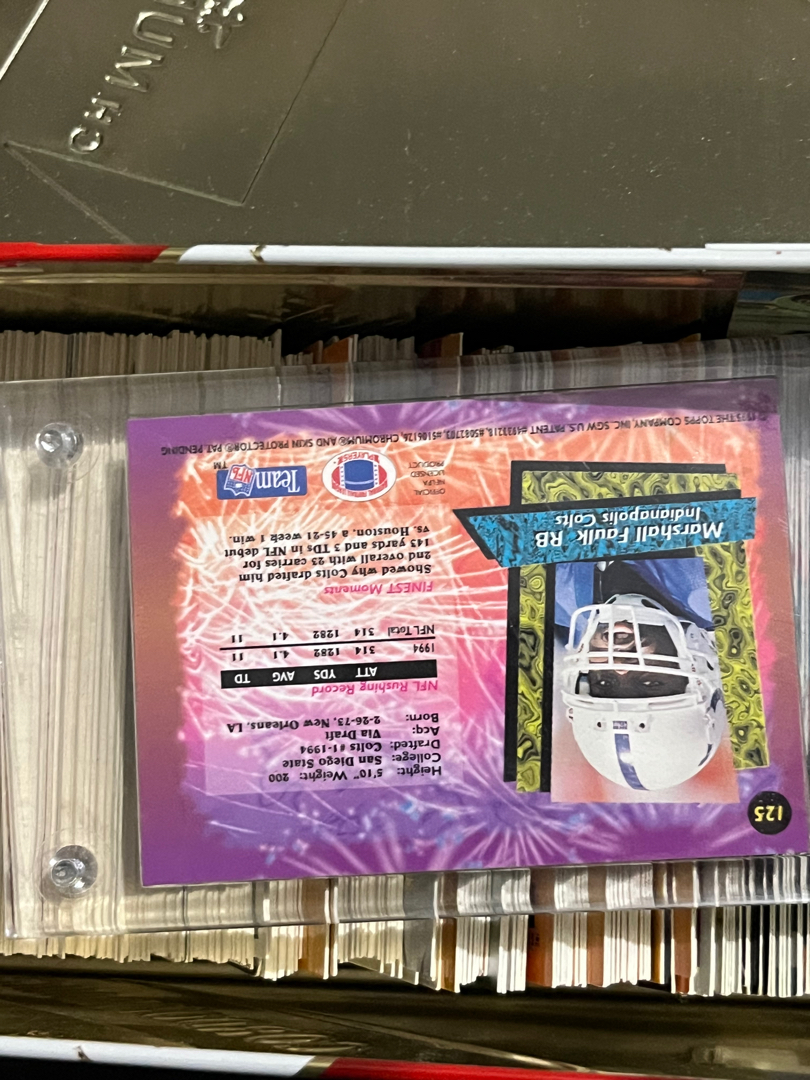 125
Marshall Faulk RB
Indianapolis Colts
Height: 5'10" Weight: 200
College: San Diego State
Drafted: Colts #1-1994
Acq: Via Draft
Born: 2-26-73, New Orleans, LA
NFL Rushing Record
ATT YDS AVG TD
1994 314 1282 4.1 11
NFL Total 314 1282 4.1 11
FINEST Moments
Showed why Colts drafted him
2nd overall with 23 carries for
143 yards and 3 TDs in NFL debut
vs. Houston, a 45-21 week 1 win.
OFFICIAL
LICENSED
NFLPA
PRODUCT
PLAYERS
Team NFL
TM
THE TOPPS COMPANY, INC. SGW U.S. PATENT #4933218, #5082703, #5106126, CHROMIUM® AND SKIN PROTECTOR® PAT. PENDING